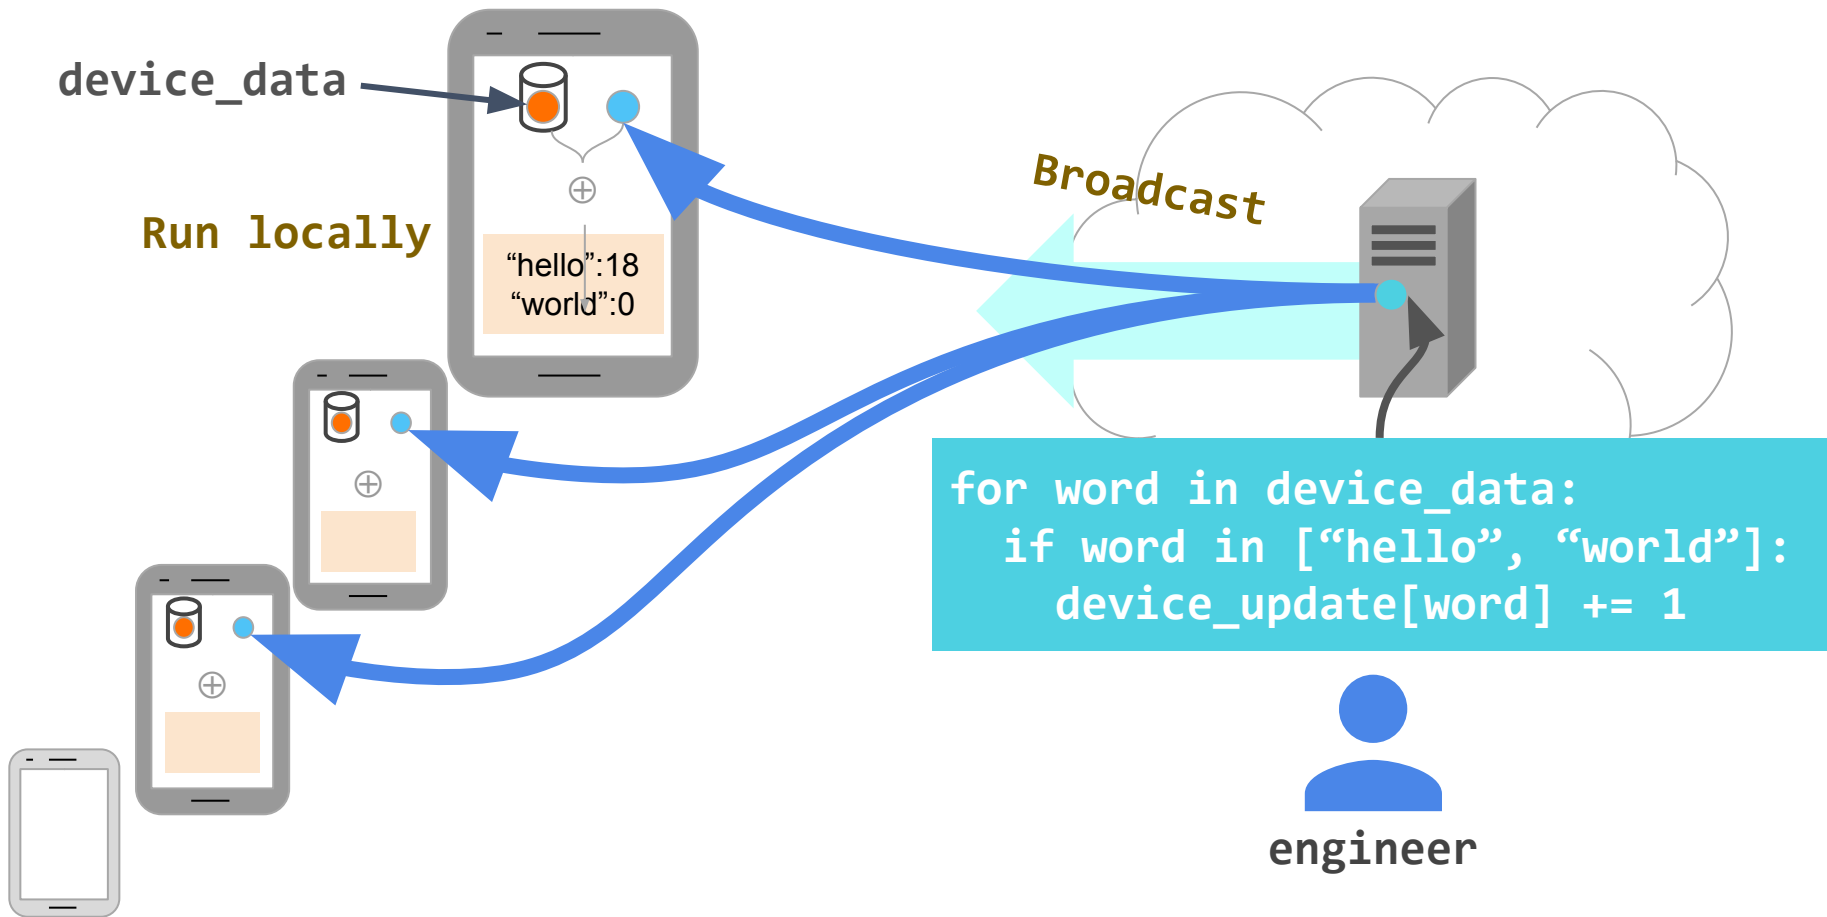 device_data
Broadcast
Run locally
“hello”:18
“world”:0
for word in device_data:
if word in [“hello”, “world”]:
device_update[word] += 1
engineer